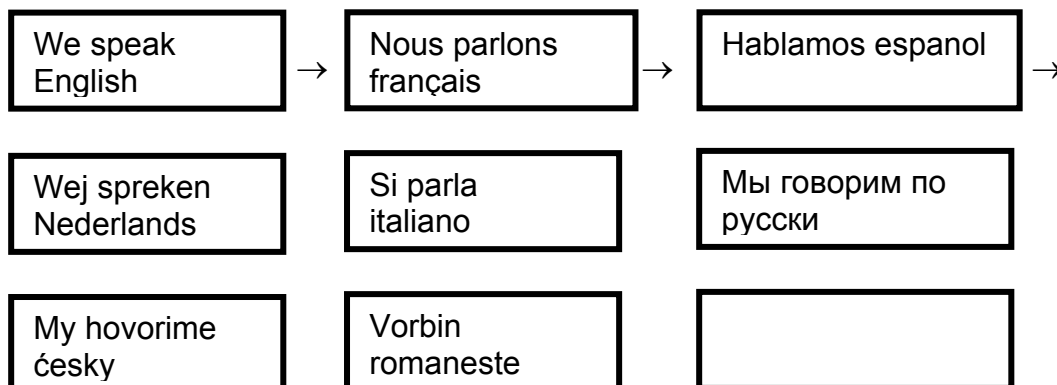 We speak
English
→
Nous parlons
français
→
Hablamos espanol
→
Wej spreken
Nederlands
Si parla
italiano
Мы говорим по
русски
My hovorime
ćesky
Vorbin
romaneste